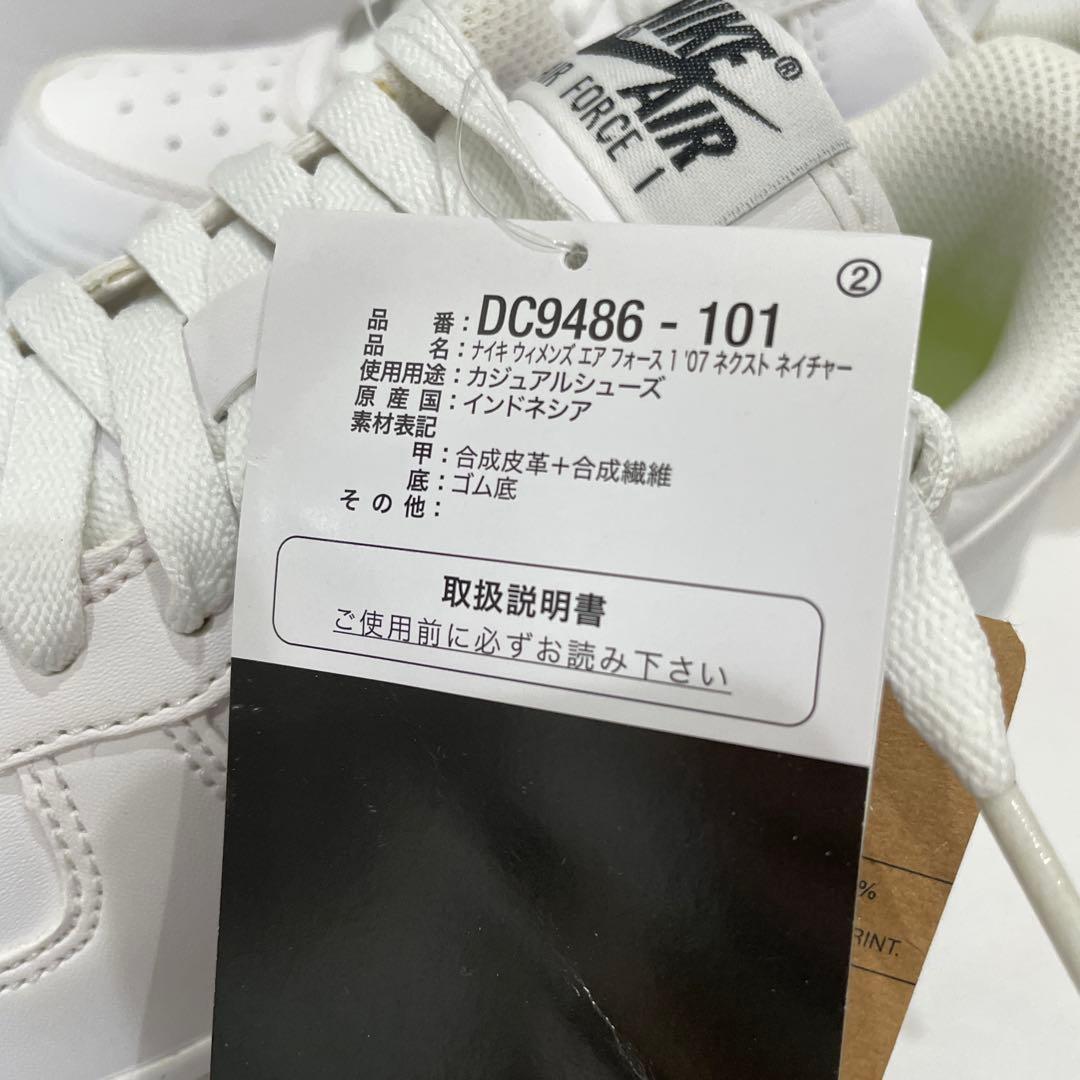 NIKE®
AIR
AIR FORCE 1
②
品 番：DC9486 - 101
品 名：ナイキ ウィメンズ エア フォース 1 '07 ネクスト ネイチャー
使用用途：カジュアルシューズ
原 産 国：インドネシア
素材表記
甲：合成皮革＋合成繊維
底：ゴム底
その他：
取扱説明書
ご使用前に必ずお読み下さい
%
RINT.